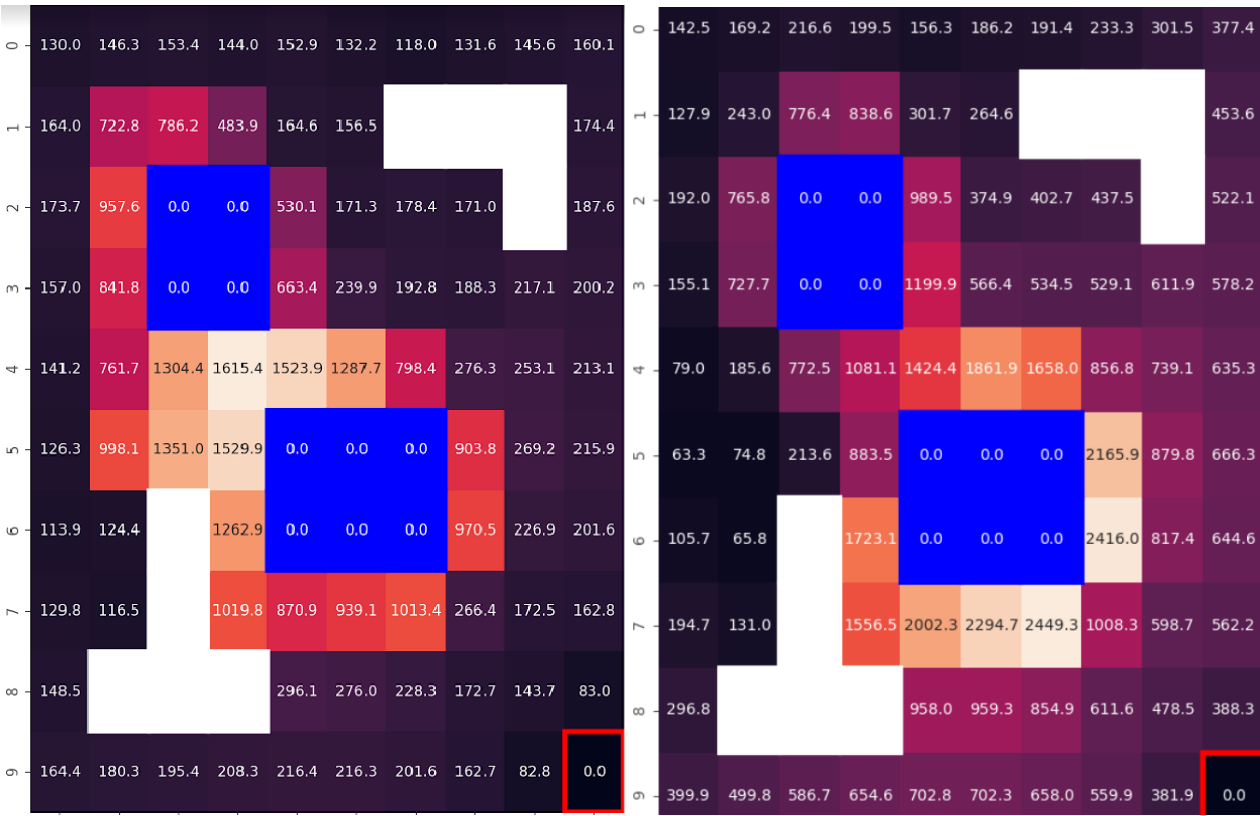 0 130.0 146.3 153.4 144.0 152.9 132.2 118.0 131.6 145.6 160.1
1 164.0 722.8 786.2 483.9 164.6 156.5 174.4
2 173.7 957.6 0.0 0.0 530.1 171.3 178.4 171.0 187.6
3 157.0 841.8 0.0 0.0 663.4 239.9 192.8 188.3 217.1 200.2
4 141.2 761.7 1304.4 1615.4 1523.9 1287.7 798.4 276.3 253.1 213.1
5 126.3 998.1 1351.0 1529.9 0.0 0.0 0.0 903.8 269.2 215.9
6 113.9 124.4 1262.9 0.0 0.0 0.0 970.5 226.9 201.6
7 129.8 116.5 1019.8 870.9 939.1 1013.4 266.4 172.5 162.8
8 148.5 296.1 276.0 228.3 172.7 143.7 83.0
9 164.4 180.3 195.4 208.3 216.4 216.3 201.6 162.7 82.8 0.0
0 142.5 169.2 216.6 199.5 156.3 186.2 191.4 233.3 301.5 377.4
1 127.9 243.0 776.4 838.6 301.7 264.6 453.6
2 192.0 765.8 0.0 0.0 989.5 374.9 402.7 437.5 522.1
3 155.1 727.7 0.0 0.0 1199.9 566.4 534.5 529.1 611.9 578.2
4 79.0 185.6 772.5 1081.1 1424.4 1861.9 1658.0 856.8 739.1 635.3
5 63.3 74.8 213.6 883.5 0.0 0.0 0.0 2165.9 879.8 666.3
6 105.7 65.8 1723.1 0.0 0.0 0.0 2416.0 817.4 644.6
7 194.7 131.0 1556.5 2002.3 2294.7 2449.3 1008.3 598.7 562.2
8 296.8 958.0 959.3 854.9 611.6 478.5 388.3
9 399.9 499.8 586.7 654.6 702.8 702.3 658.0 559.9 381.9 0.0